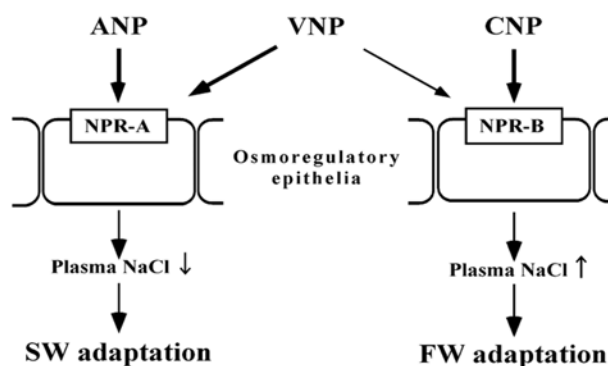 ANP VNP CNP
NPR-A NPR-B
Osmoregulatory
epithelia
Plasma NaCl ↓ Plasma NaCl ↑
SW adaptation FW adaptation